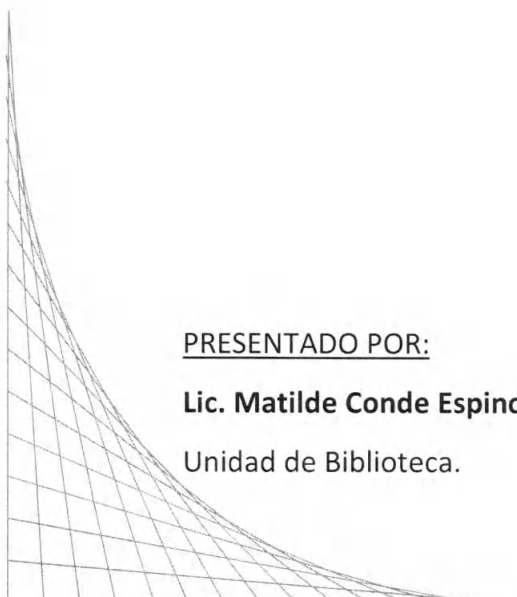 PRESENTADO POR:
Lic. Matilde Conde
Unidad de Biblioteca.